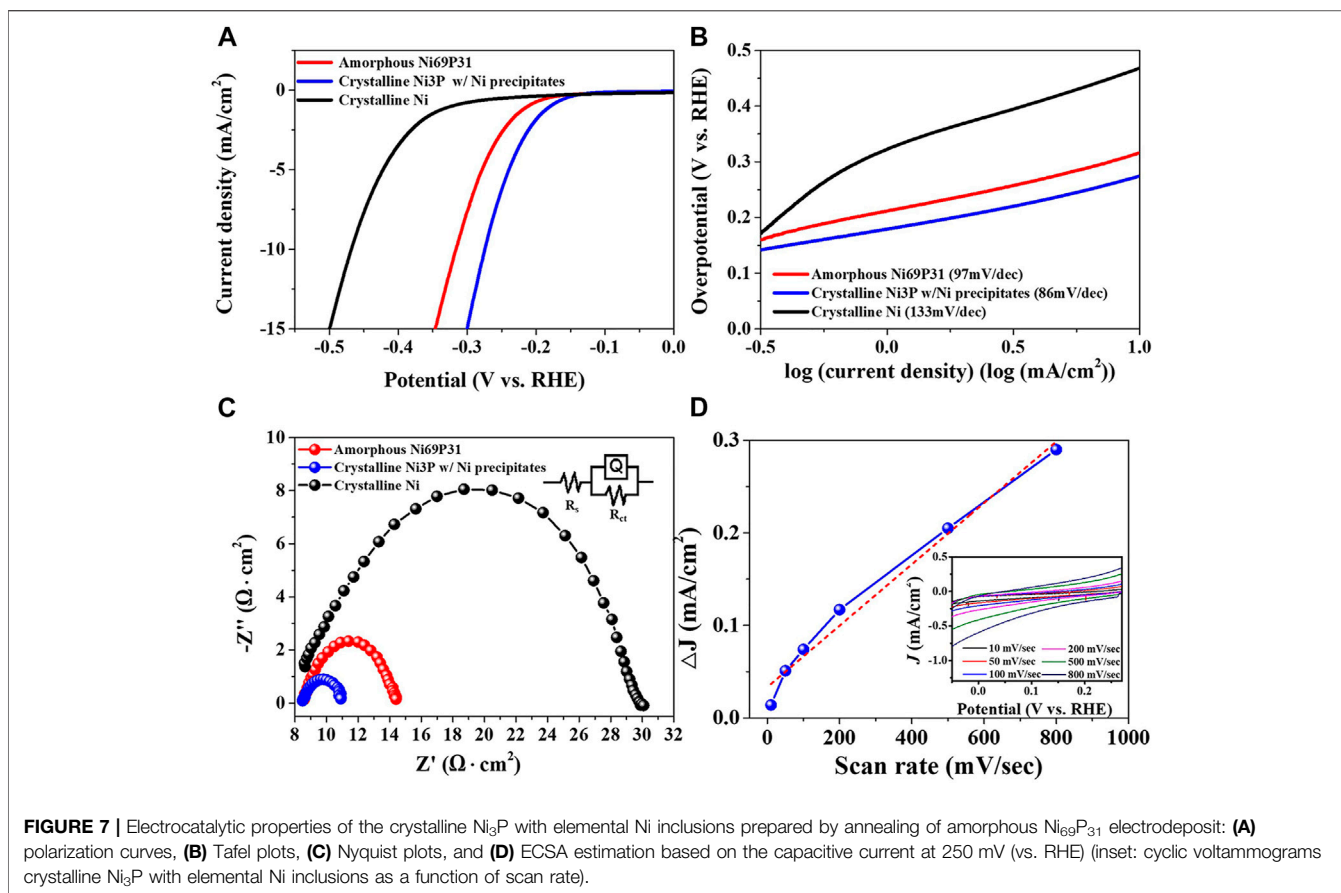 A
Amorphous Ni69P31
Crystalline Ni3P w/ Ni precipitates
Crystalline Ni
Current density (mA/cm²)
0
-5
-10
-15
-0.5 -0.4 -0.3 -0.2 -0.1 0.0
Potential (V vs. RHE)
B
Overpotential (V vs. RHE)
0.5
0.4
0.3
0.2
0.1
0.0
Amorphous Ni69P31 (97mV/dec)
Crystalline Ni3P w/Ni precipitates (86mV/dec)
Crystalline Ni (133mV/dec)
-0.5 0.0 0.5 1.0
log (current density) (log (mA/cm²))
C
Amorphous Ni69P31
Crystalline Ni3P w/ Ni precipitates
Crystalline Ni
-Z'' (Ω · cm²)
10
8
6
4
2
0
Q
Rs
Rct
8 10 12 14 16 18 20 22 24 26 28 30 32
Z' (Ω · cm²)
D
△J (mA/cm²)
0.3
0.2
0.1
0.0
J (mA/cm²)
0.5
0.0
-0.5
-1.0
10 mV/sec 200 mV/sec
50 mV/sec 500 mV/sec
100 mV/sec 800 mV/sec
0.0 0.1 0.2
Potential (V vs. RHE)
0 200 400 600 800 1000
Scan rate (mV/sec)
FIGURE 7 | Electrocatalytic properties of the crystalline Ni₃P with elemental Ni inclusions prepared by annealing of amorphous Ni₆₉P₃₁ electrodeposit: (A)
polarization curves, (B) Tafel plots, (C) Nyquist plots, and (D) ECSA estimation based on the capacitive current at 250 mV (vs. RHE) (inset: cyclic voltammograms
crystalline Ni₃P with elemental Ni inclusions as a function of scan rate).